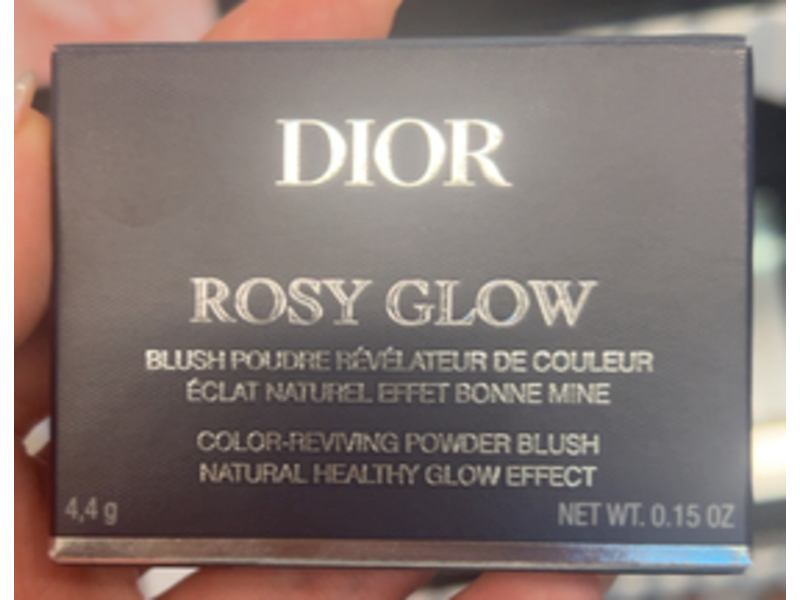 DIOR
ROSY GLOW
BLUSH POUDRE RÉVÉLATEUR DE COULEUR
ÉCLAT NATUREL EFFET BONNE MINE
COLOR-REVIVING POWDER BLUSH
NATURAL HEALTHY GLOW EFFECT
4,4 g NET WT. 0.15 OZ